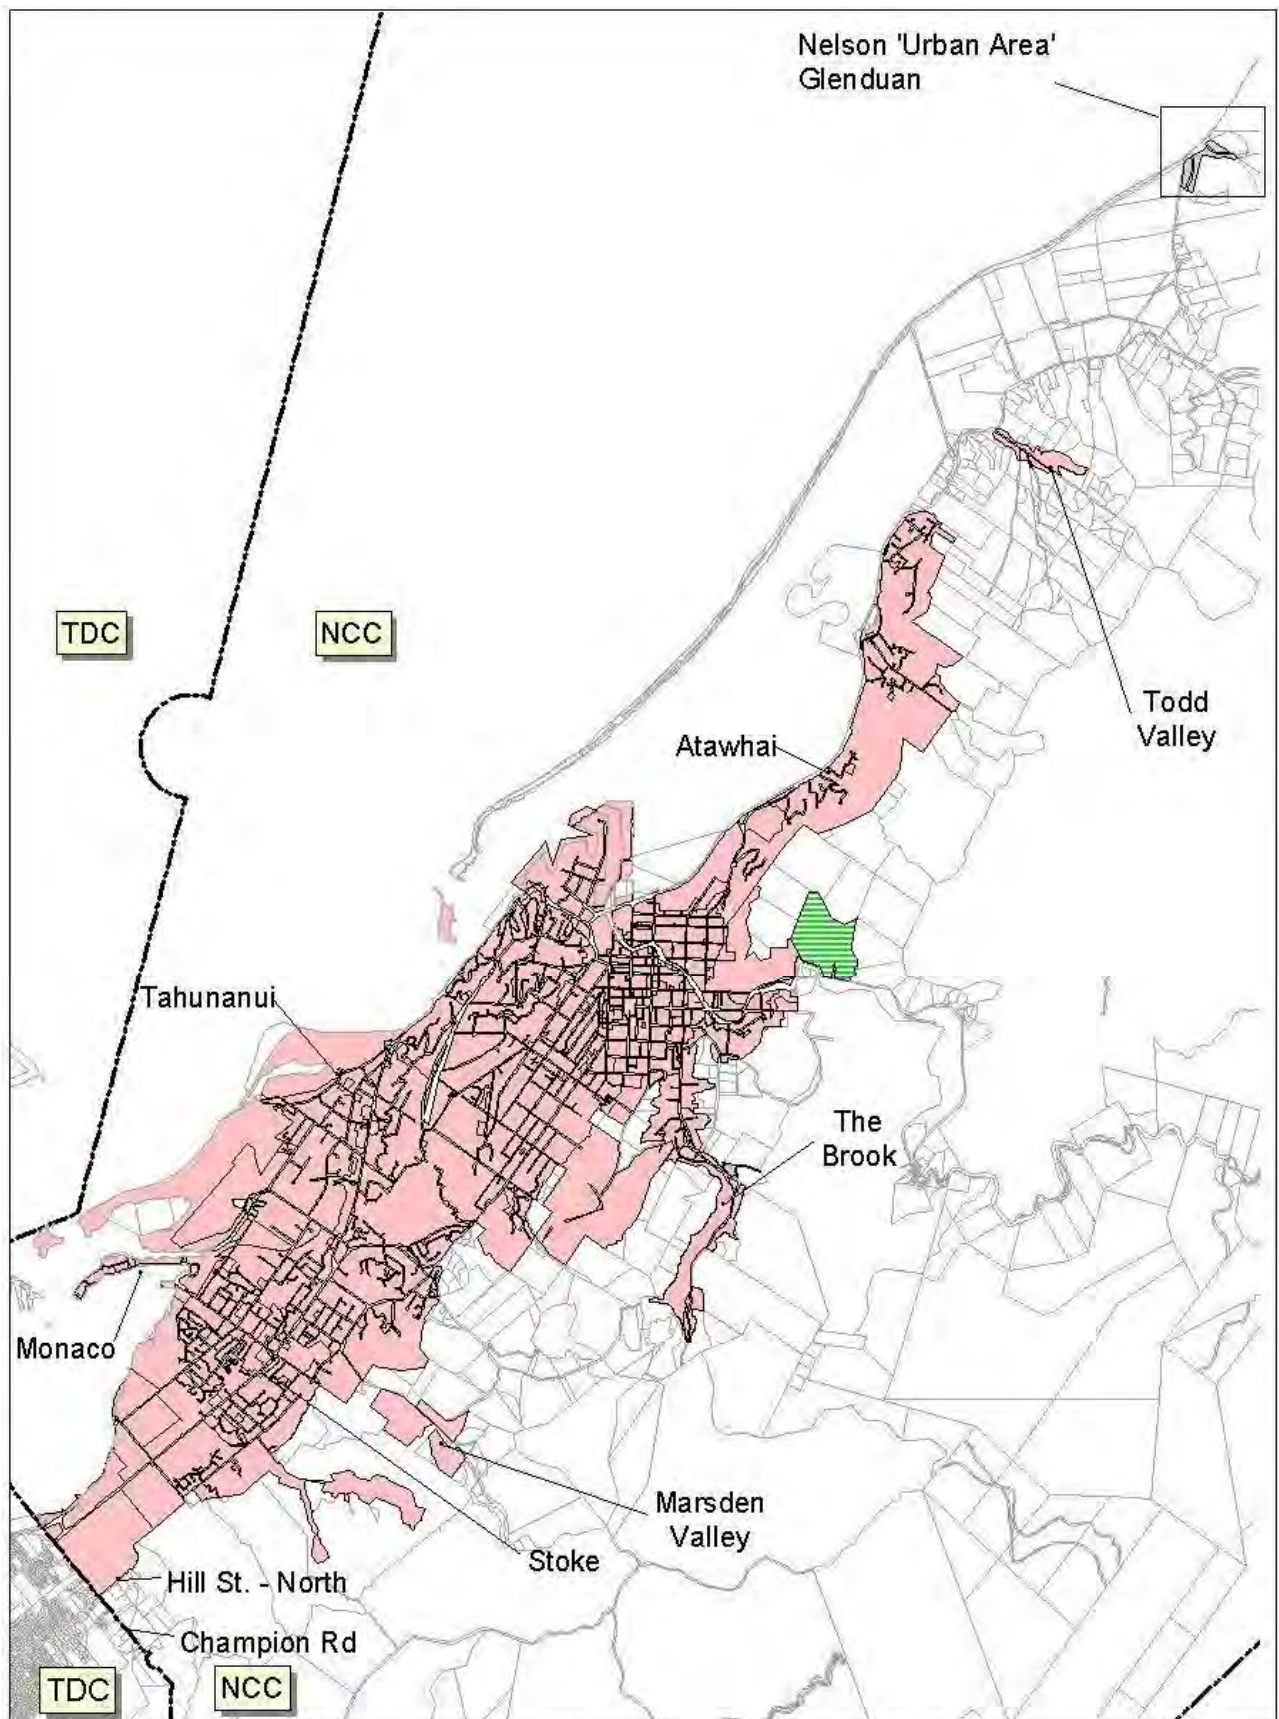 Nelson 'Urban Area'
Glenduan
TDC
NCC
Todd
Valley
Atawhai
Tahunanui
The
Brook
Monaco
Marsden
Valley
Stoke
Hill St. - North
Champion Rd
TDC
NCC